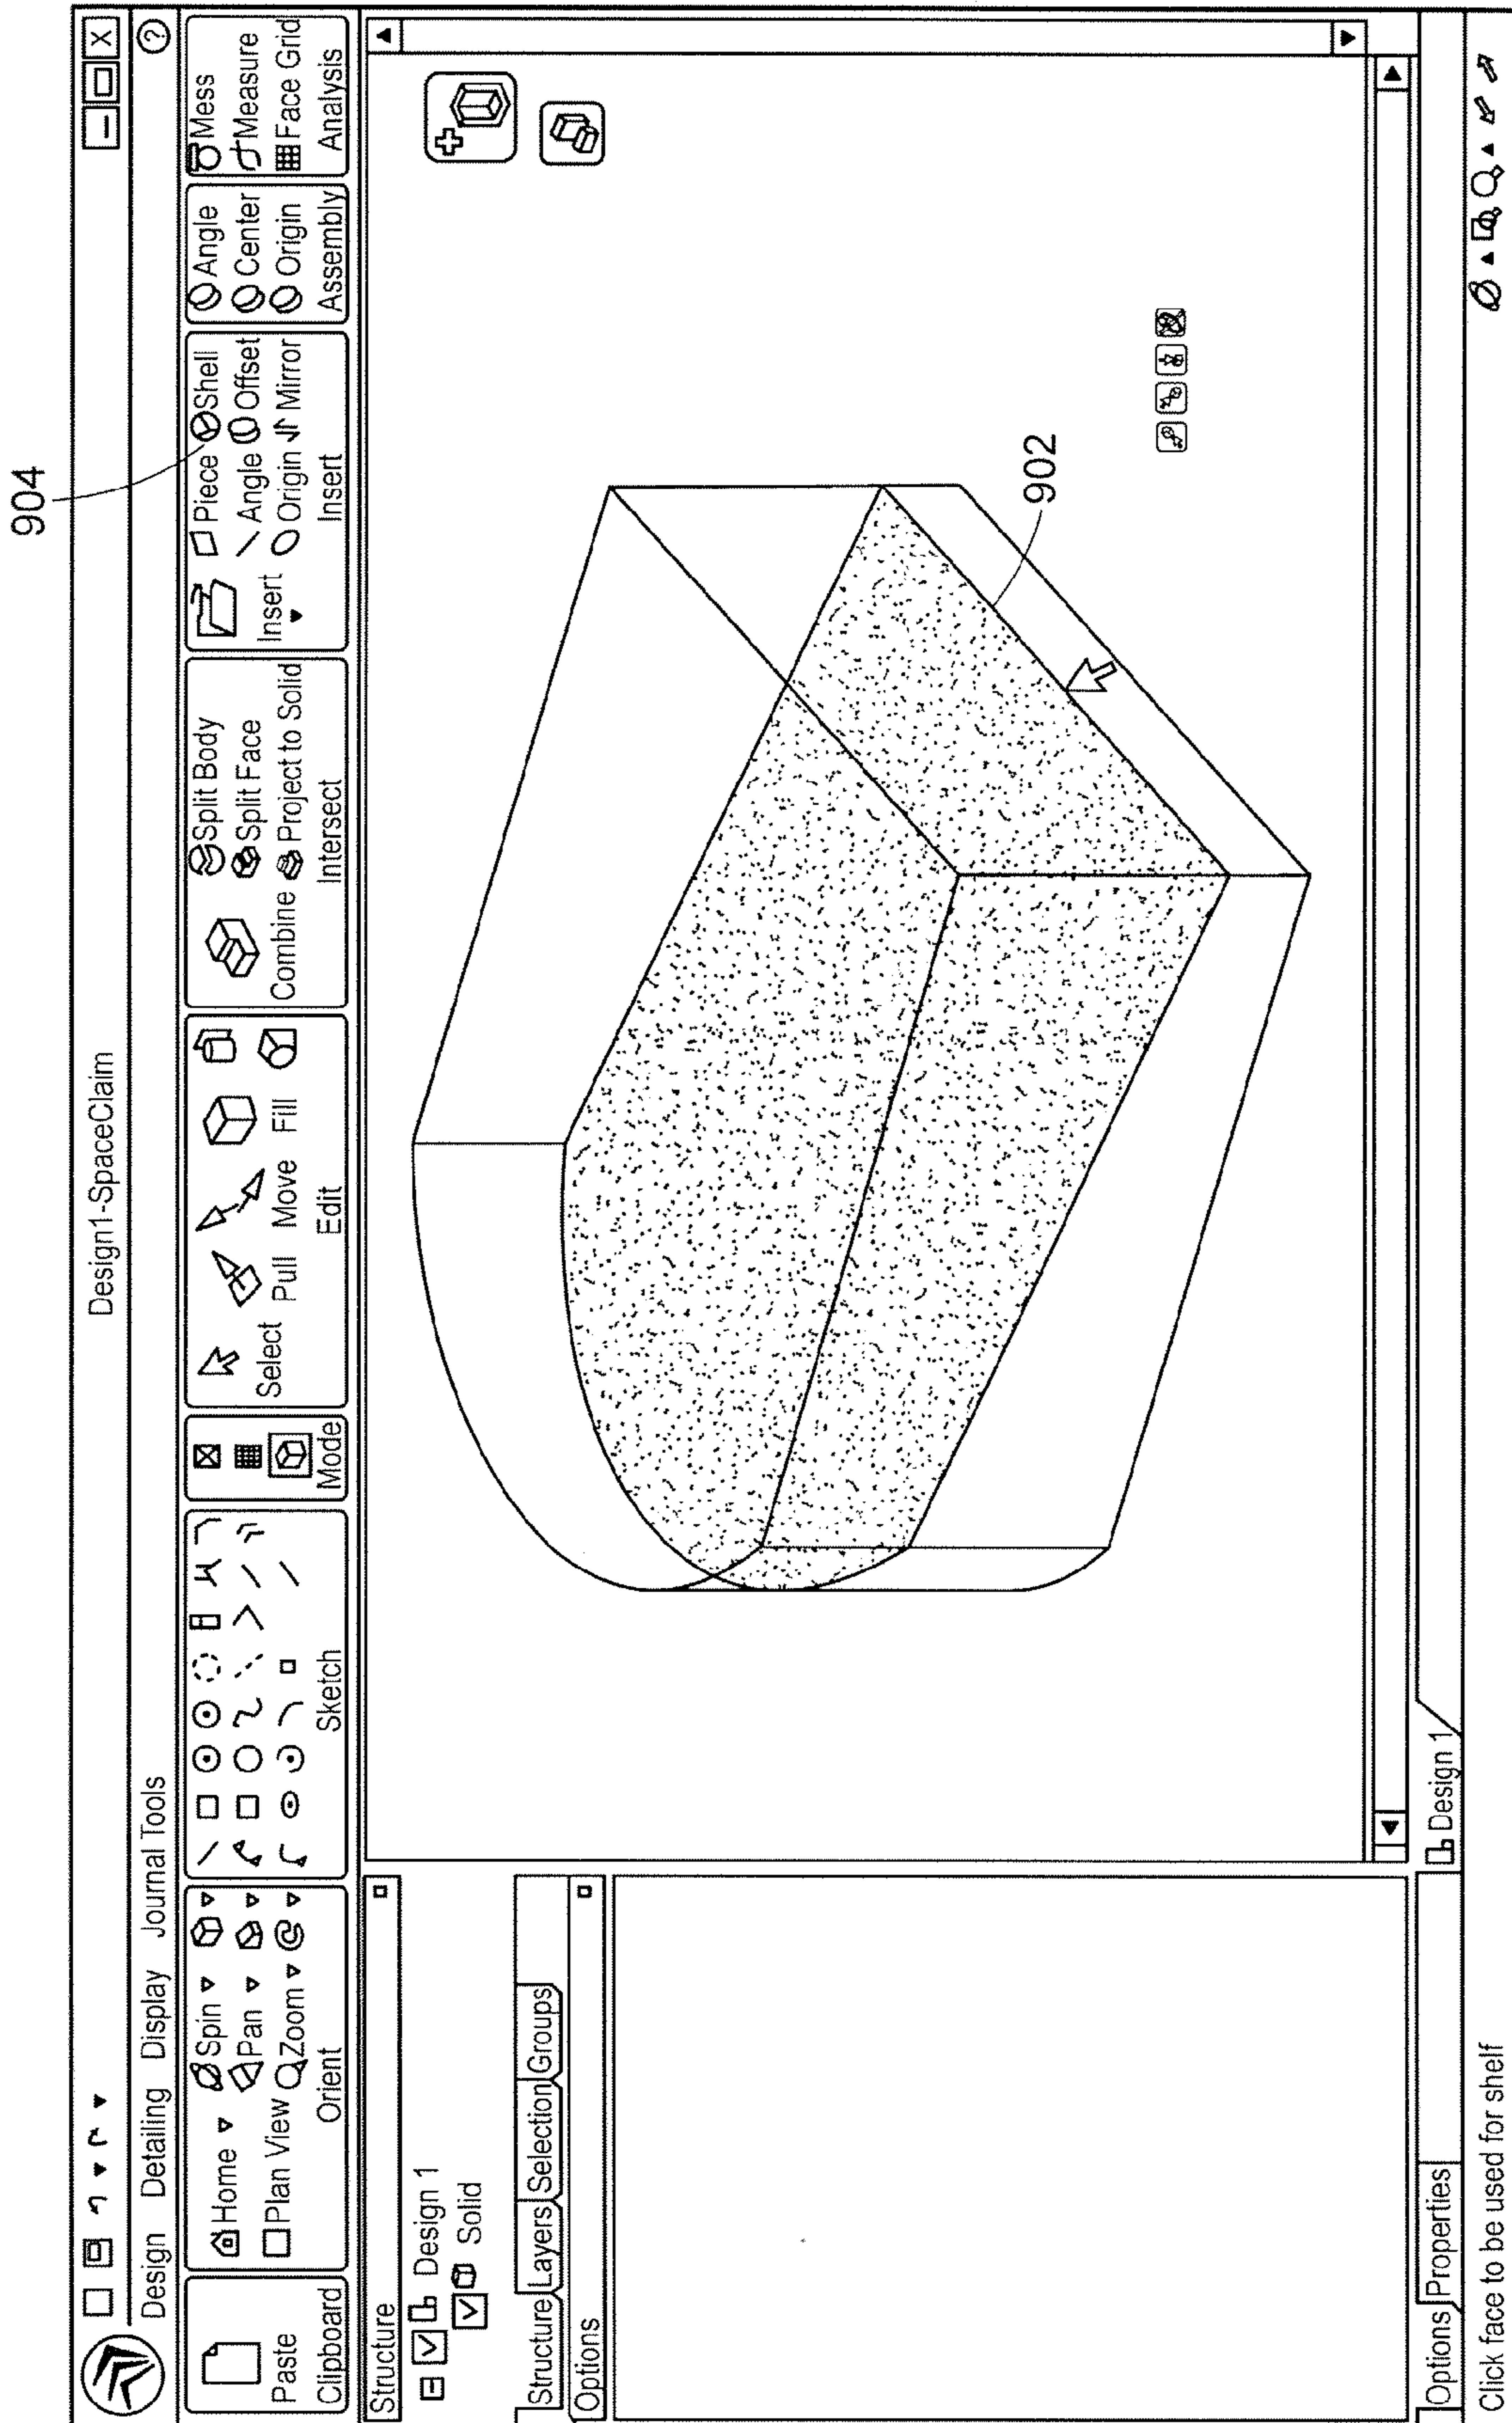 904
Design1-SpaceClaim
X
Design Detailing Display Journal Tools
?
Paste
Clipboard
Home Spin
Plan View Pan
Zoom
Orient
Sketch
Mode
Select Pull Move Fill
Edit
Split Body
Split Face
Combine Project to Solid
Intersect
Insert
Piece Shell
Angle Offset
Origin Mirror
Insert
Angle
Center
Origin
Assembly
Mess
Measure
Face Grid
Analysis
Structure
Design 1
Solid
Structure Layers Selection Groups
Options
902
Options Properties
Design 1
Click face to be used for shelf